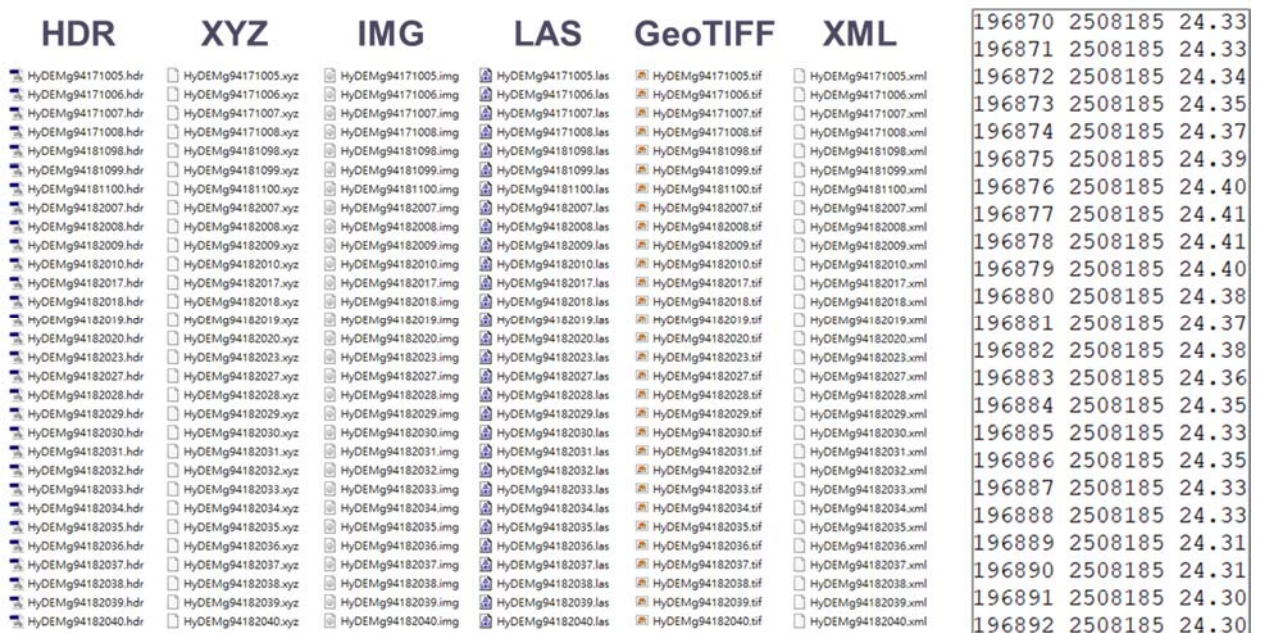 HDR XYZ IMG LAS GeoTIFF XML
HyDEMg94171005.hdr HyDEMg94171005.xyz HyDEMg94171005.img HyDEMg94171005.las HyDEMg94171005.tif HyDEMg94171005.xml
HyDEMg94171006.hdr HyDEMg94171006.xyz HyDEMg94171006.img HyDEMg94171006.las HyDEMg94171006.tif HyDEMg94171006.xml
HyDEMg94171007.hdr HyDEMg94171007.xyz HyDEMg94171007.img HyDEMg94171007.las HyDEMg94171007.tif HyDEMg94171007.xml
HyDEMg94171008.hdr HyDEMg94171008.xyz HyDEMg94171008.img HyDEMg94171008.las HyDEMg94171008.tif HyDEMg94171008.xml
HyDEMg94181098.hdr HyDEMg94181098.xyz HyDEMg94181098.img HyDEMg94181098.las HyDEMg94181098.tif HyDEMg94181098.xml
HyDEMg94181099.hdr HyDEMg94181099.xyz HyDEMg94181099.img HyDEMg94181099.las HyDEMg94181099.tif HyDEMg94181099.xml
HyDEMg94181100.hdr HyDEMg94181100.xyz HyDEMg94181100.img HyDEMg94181100.las HyDEMg94181100.tif HyDEMg94181100.xml
HyDEMg94182007.hdr HyDEMg94182007.xyz HyDEMg94182007.img HyDEMg94182007.las HyDEMg94182007.tif HyDEMg94182007.xml
HyDEMg94182008.hdr HyDEMg94182008.xyz HyDEMg94182008.img HyDEMg94182008.las HyDEMg94182008.tif HyDEMg94182008.xml
HyDEMg94182009.hdr HyDEMg94182009.xyz HyDEMg94182009.img HyDEMg94182009.las HyDEMg94182009.tif HyDEMg94182009.xml
HyDEMg94182010.hdr HyDEMg94182010.xyz HyDEMg94182010.img HyDEMg94182010.las HyDEMg94182010.tif HyDEMg94182010.xml
HyDEMg94182017.hdr HyDEMg94182017.xyz HyDEMg94182017.img HyDEMg94182017.las HyDEMg94182017.tif HyDEMg94182017.xml
HyDEMg94182018.hdr HyDEMg94182018.xyz HyDEMg94182018.img HyDEMg94182018.las HyDEMg94182018.tif HyDEMg94182018.xml
HyDEMg94182019.hdr HyDEMg94182019.xyz HyDEMg94182019.img HyDEMg94182019.las HyDEMg94182019.tif HyDEMg94182019.xml
HyDEMg94182020.hdr HyDEMg94182020.xyz HyDEMg94182020.img HyDEMg94182020.las HyDEMg94182020.tif HyDEMg94182020.xml
HyDEMg94182023.hdr HyDEMg94182023.xyz HyDEMg94182023.img HyDEMg94182023.las HyDEMg94182023.tif HyDEMg94182023.xml
HyDEMg94182027.hdr HyDEMg94182027.xyz HyDEMg94182027.img HyDEMg94182027.las HyDEMg94182027.tif HyDEMg94182027.xml
HyDEMg94182028.hdr HyDEMg94182028.xyz HyDEMg94182028.img HyDEMg94182028.las HyDEMg94182028.tif HyDEMg94182028.xml
HyDEMg94182029.hdr HyDEMg94182029.xyz HyDEMg94182029.img HyDEMg94182029.las HyDEMg94182029.tif HyDEMg94182029.xml
HyDEMg94182030.hdr HyDEMg94182030.xyz HyDEMg94182030.img HyDEMg94182030.las HyDEMg94182030.tif HyDEMg94182030.xml
HyDEMg94182031.hdr HyDEMg94182031.xyz HyDEMg94182031.img HyDEMg94182031.las HyDEMg94182031.tif HyDEMg94182031.xml
HyDEMg94182032.hdr HyDEMg94182032.xyz HyDEMg94182032.img HyDEMg94182032.las HyDEMg94182032.tif HyDEMg94182032.xml
HyDEMg94182033.hdr HyDEMg94182033.xyz HyDEMg94182033.img HyDEMg94182033.las HyDEMg94182033.tif HyDEMg94182033.xml
HyDEMg94182034.hdr HyDEMg94182034.xyz HyDEMg94182034.img HyDEMg94182034.las HyDEMg94182034.tif HyDEMg94182034.xml
HyDEMg94182035.hdr HyDEMg94182035.xyz HyDEMg94182035.img HyDEMg94182035.las HyDEMg94182035.tif HyDEMg94182035.xml
HyDEMg94182036.hdr HyDEMg94182036.xyz HyDEMg94182036.img HyDEMg94182036.las HyDEMg94182036.tif HyDEMg94182036.xml
HyDEMg94182037.hdr HyDEMg94182037.xyz HyDEMg94182037.img HyDEMg94182037.las HyDEMg94182037.tif HyDEMg94182037.xml
HyDEMg94182038.hdr HyDEMg94182038.xyz HyDEMg94182038.img HyDEMg94182038.las HyDEMg94182038.tif HyDEMg94182038.xml
HyDEMg94182039.hdr HyDEMg94182039.xyz HyDEMg94182039.img HyDEMg94182039.las HyDEMg94182039.tif HyDEMg94182039.xml
HyDEMg94182040.hdr HyDEMg94182040.xyz HyDEMg94182040.img HyDEMg94182040.las HyDEMg94182040.tif HyDEMg94182040.xml
196870 2508185 24.33
196871 2508185 24.33
196872 2508185 24.34
196873 2508185 24.35
196874 2508185 24.37
196875 2508185 24.39
196876 2508185 24.40
196877 2508185 24.41
196878 2508185 24.41
196879 2508185 24.40
196880 2508185 24.38
196881 2508185 24.37
196882 2508185 24.38
196883 2508185 24.36
196884 2508185 24.35
196885 2508185 24.33
196886 2508185 24.35
196887 2508185 24.33
196888 2508185 24.33
196889 2508185 24.31
196890 2508185 24.31
196891 2508185 24.30
196892 2508185 24.30